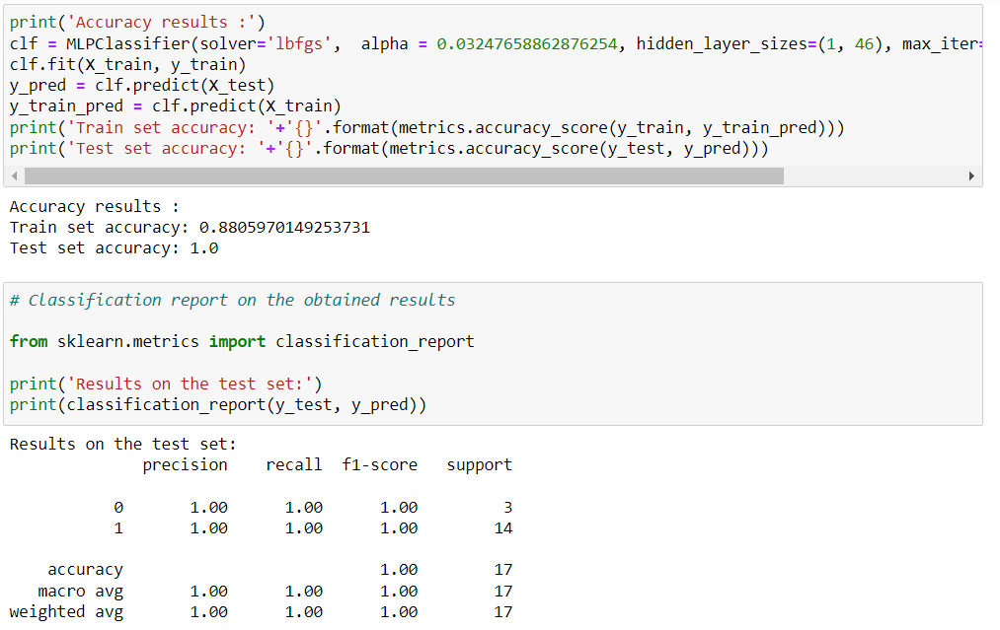 print('Accuracy results :')
clf = MLPClassifier(solver='lbfgs',  alpha = 0.03247658862876254, hidden_layer_sizes=(1, 46), max_iter=
clf.fit(X_train, y_train)
y_pred = clf.predict(X_test)
y_train_pred = clf.predict(X_train)
print('Train set accuracy: '+'{}'.format(metrics.accuracy_score(y_train, y_train_pred)))
print('Test set accuracy: '+'{}'.format(metrics.accuracy_score(y_test, y_pred)))
Accuracy results :
Train set accuracy: 0.8805970149253731
Test set accuracy: 1.0
# Classification report on the obtained results
from sklearn.metrics import classification_report
print('Results on the test set:')
print(classification_report(y_test, y_pred))
Results on the test set:
              precision    recall  f1-score   support
           0       1.00      1.00      1.00         3
           1       1.00      1.00      1.00        14
    accuracy                           1.00        17
   macro avg       1.00      1.00      1.00        17
weighted avg       1.00      1.00      1.00        17